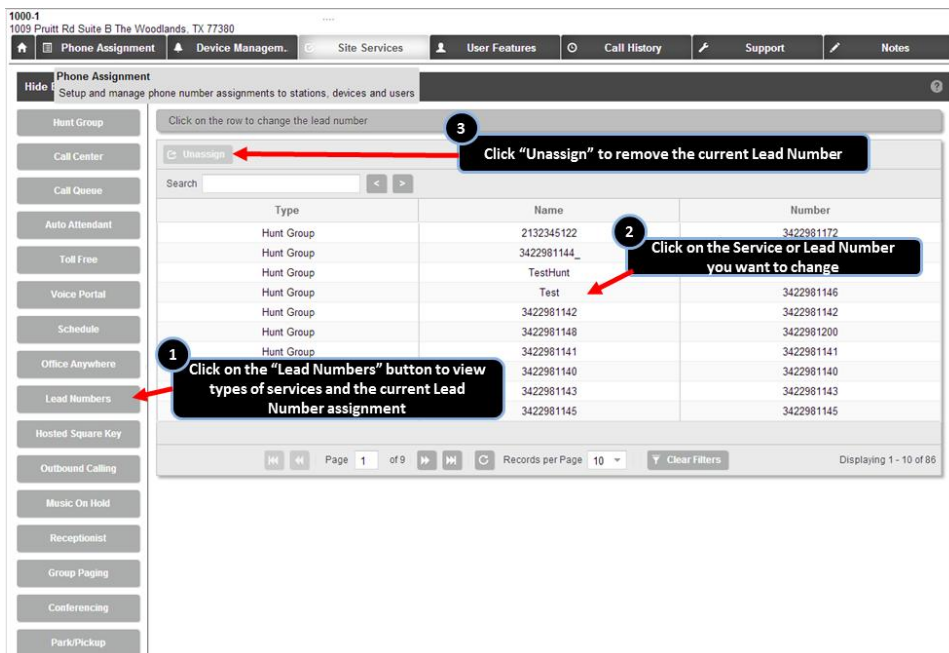 1000-1
....
1009 Pruitt Rd Suite B The Woodlands, TX 77380
Phone Assignment
Device Managem..
Site Services
User Features
Call History
Support
Notes
Hide
Phone Assignment
Setup and manage phone number assignments to stations, devices and users
?
Hunt Group
Call Center
Call Queue
Auto Attendant
Toll Free
Voice Portal
Schedule
Office Anywhere
Lead Numbers
Hosted Square Key
Outbound Calling
Music On Hold
Receptionist
Group Paging
Conferencing
Park/Pickup
Click on the row to change the lead number
3
Click “Unassign” to remove the current Lead Number
Unassign
Search < >
Type Name Number
Hunt Group 2132345122 3422981172
Hunt Group 3422981144_
Hunt Group TestHunt
Hunt Group Test 3422981146
Hunt Group 3422981142 3422981142
Hunt Group 3422981148 3422981200
Hunt Group 3422981141 3422981141
3422981140 3422981140
3422981143 3422981143
3422981145 3422981145
2
Click on the Service or Lead Number
you want to change
1
Click on the “Lead Numbers” button to view
types of services and the current Lead
Number assignment
Page 1 of 9 Records per Page 10 Clear Filters Displaying 1 - 10 of 86